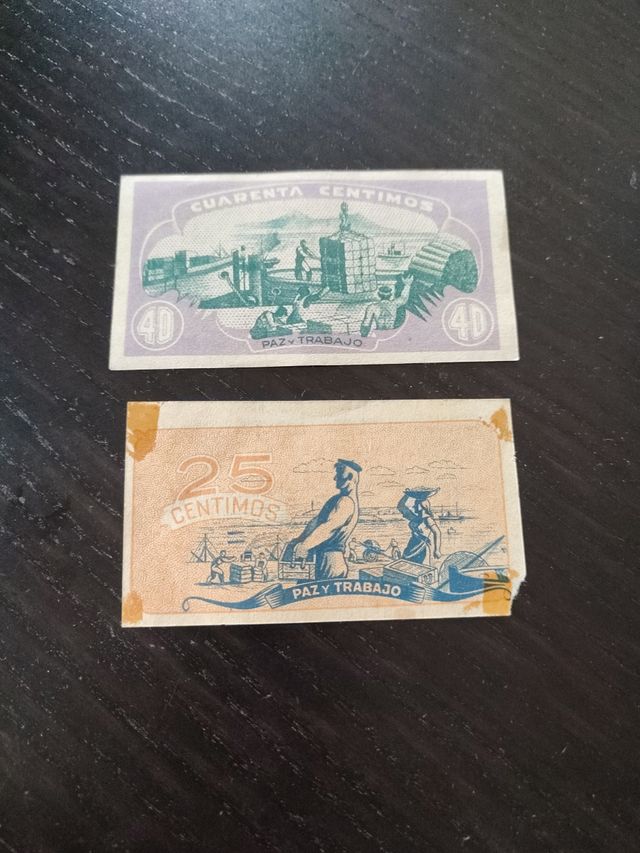 CUARENTA CENTIMOS
40 40
PAZ Y TRABAJO
25
CENTIMOS
PAZ Y TRABAJO